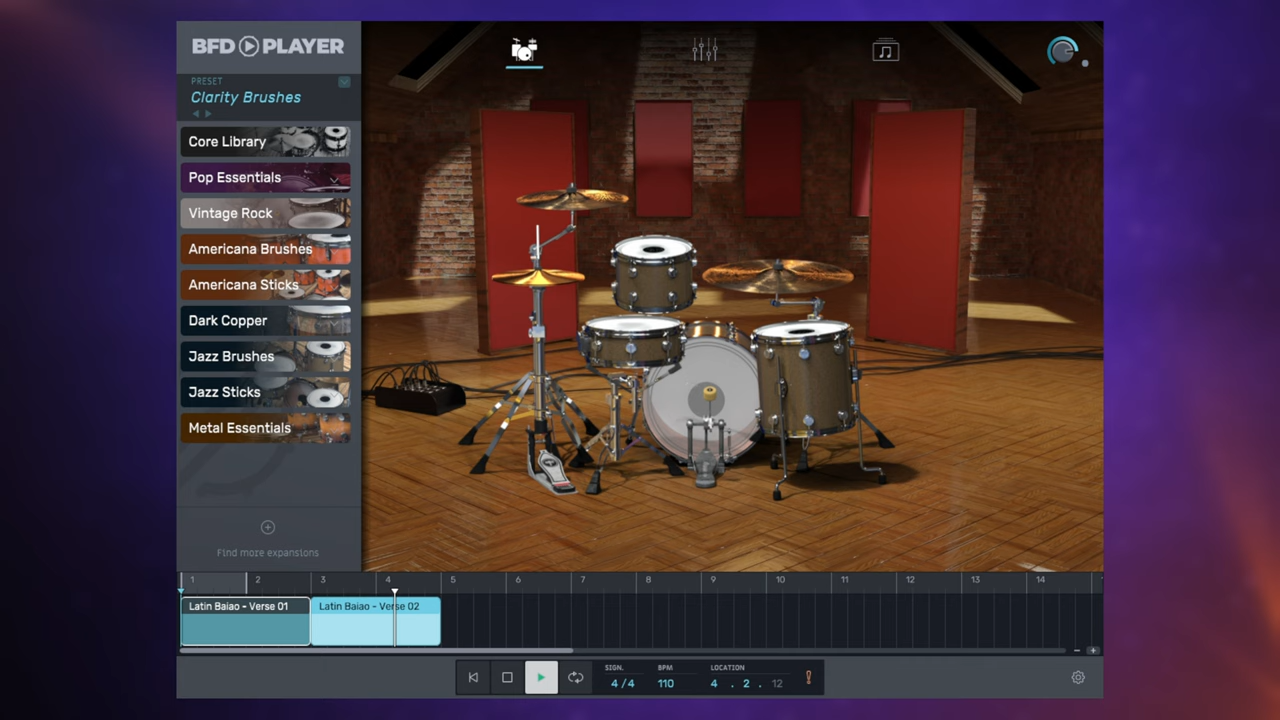 BFD PLAYER
PRESET
Clarity Brushes
Core Library
Pop Essentials
Vintage Rock
Americana Brushes
Americana Sticks
Dark Copper
Jazz Brushes
Jazz Sticks
Metal Essentials
Find more expansions
1 2 3 4 5 6 7 8 9 10 11 12 13 14
Latin Baiao - Verse 01 Latin Baiao - Verse 02
SIGN. BPM LOCATION
4/4 110 4 . 2 . 12